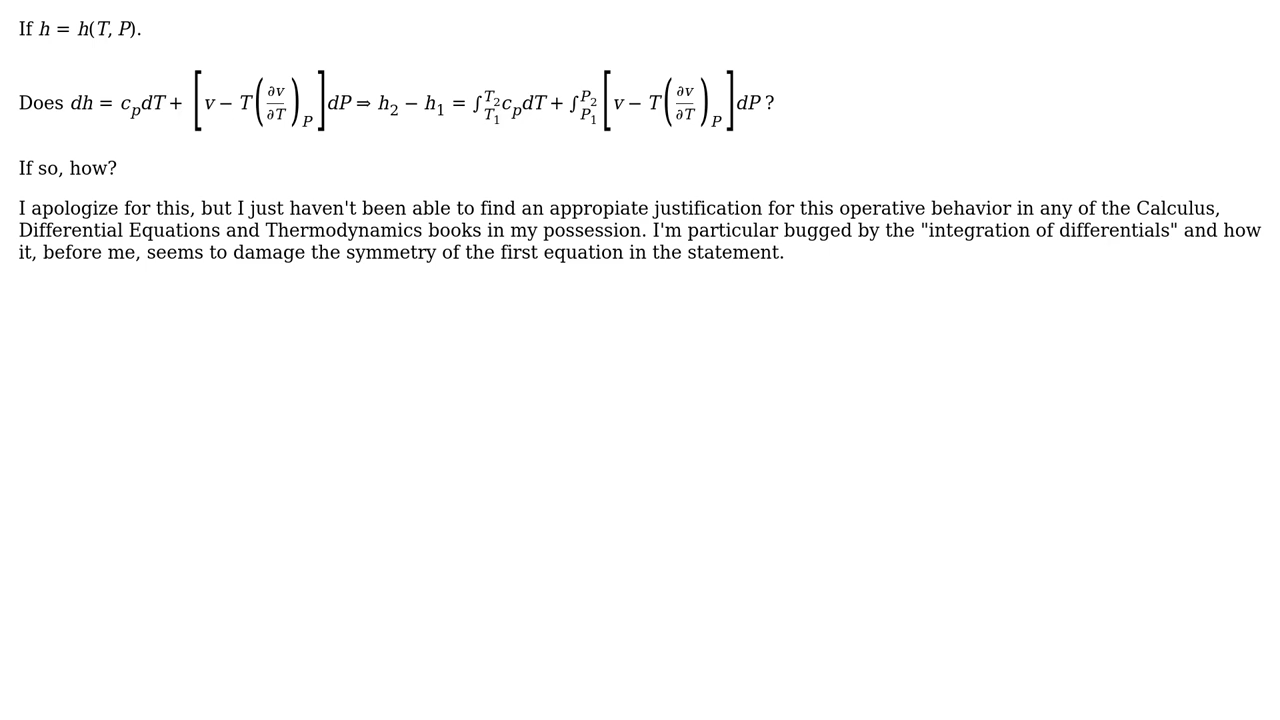 If h = h(T, P).
Does dh = c_p dT + [v − T(∂v/∂T)_P]dP ⇒ h_2 − h_1 = ∫_{T_1}^{T_2} c_p dT + ∫_{P_1}^{P_2}[v − T(∂v/∂T)_P]dP ?
If so, how?
I apologize for this, but I just haven't been able to find an appropiate justification for this operative behavior in any of the Calculus,
Differential Equations and Thermodynamics books in my possession. I'm particular bugged by the "integration of differentials" and how
it, before me, seems to damage the symmetry of the first equation in the statement.